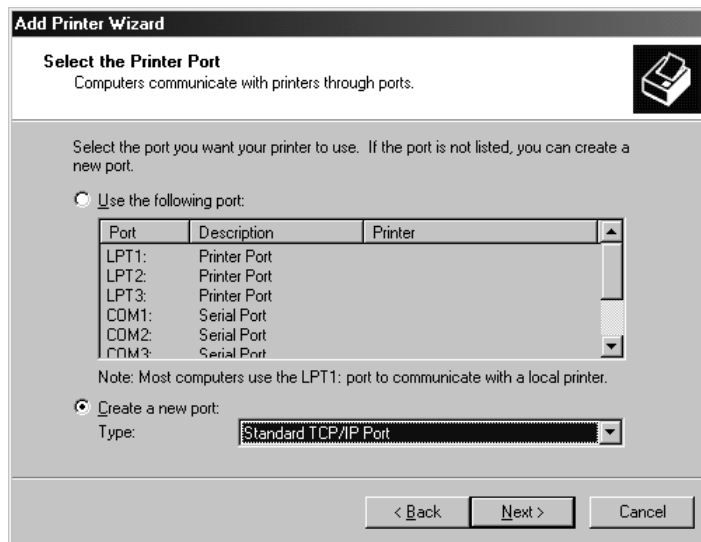 Add Printer Wizard
Select the Printer Port
Computers communicate with printers through ports.
Select the port you want your printer to use. If the port is not listed, you can create a
new port.
Use the following port:
Port Description Printer
LPT1: Printer Port
LPT2: Printer Port
LPT3: Printer Port
COM1: Serial Port
COM2: Serial Port
COM3: Serial Port
Note: Most computers use the LPT1: port to communicate with a local printer.
Create a new port:
Type: Standard TCP/IP Port
< Back Next > Cancel